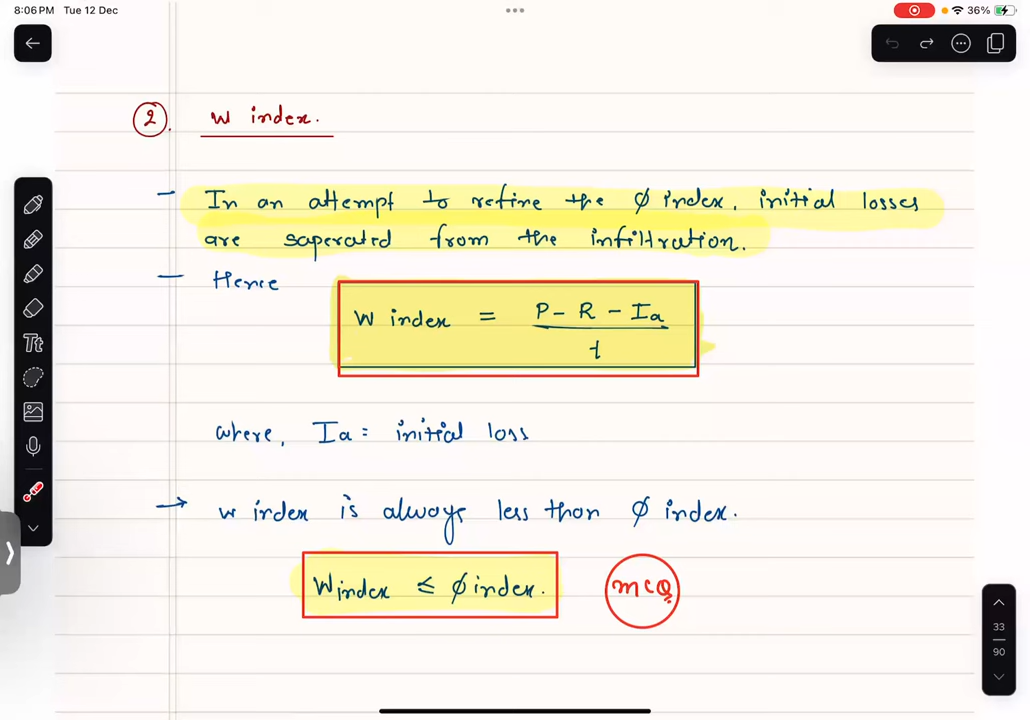 8:06 PM Tue 12 Dec
36%
2. W index.
- In an attempt to refine the ϕ index, initial losses
are saperated from the infiltration.
- Hence
W index = P - R - Ia
t
where, Ia = initial loss
→ W index is always less than ϕ index.
Windex ≤ ϕ index.
mcQ
Tt
33
90